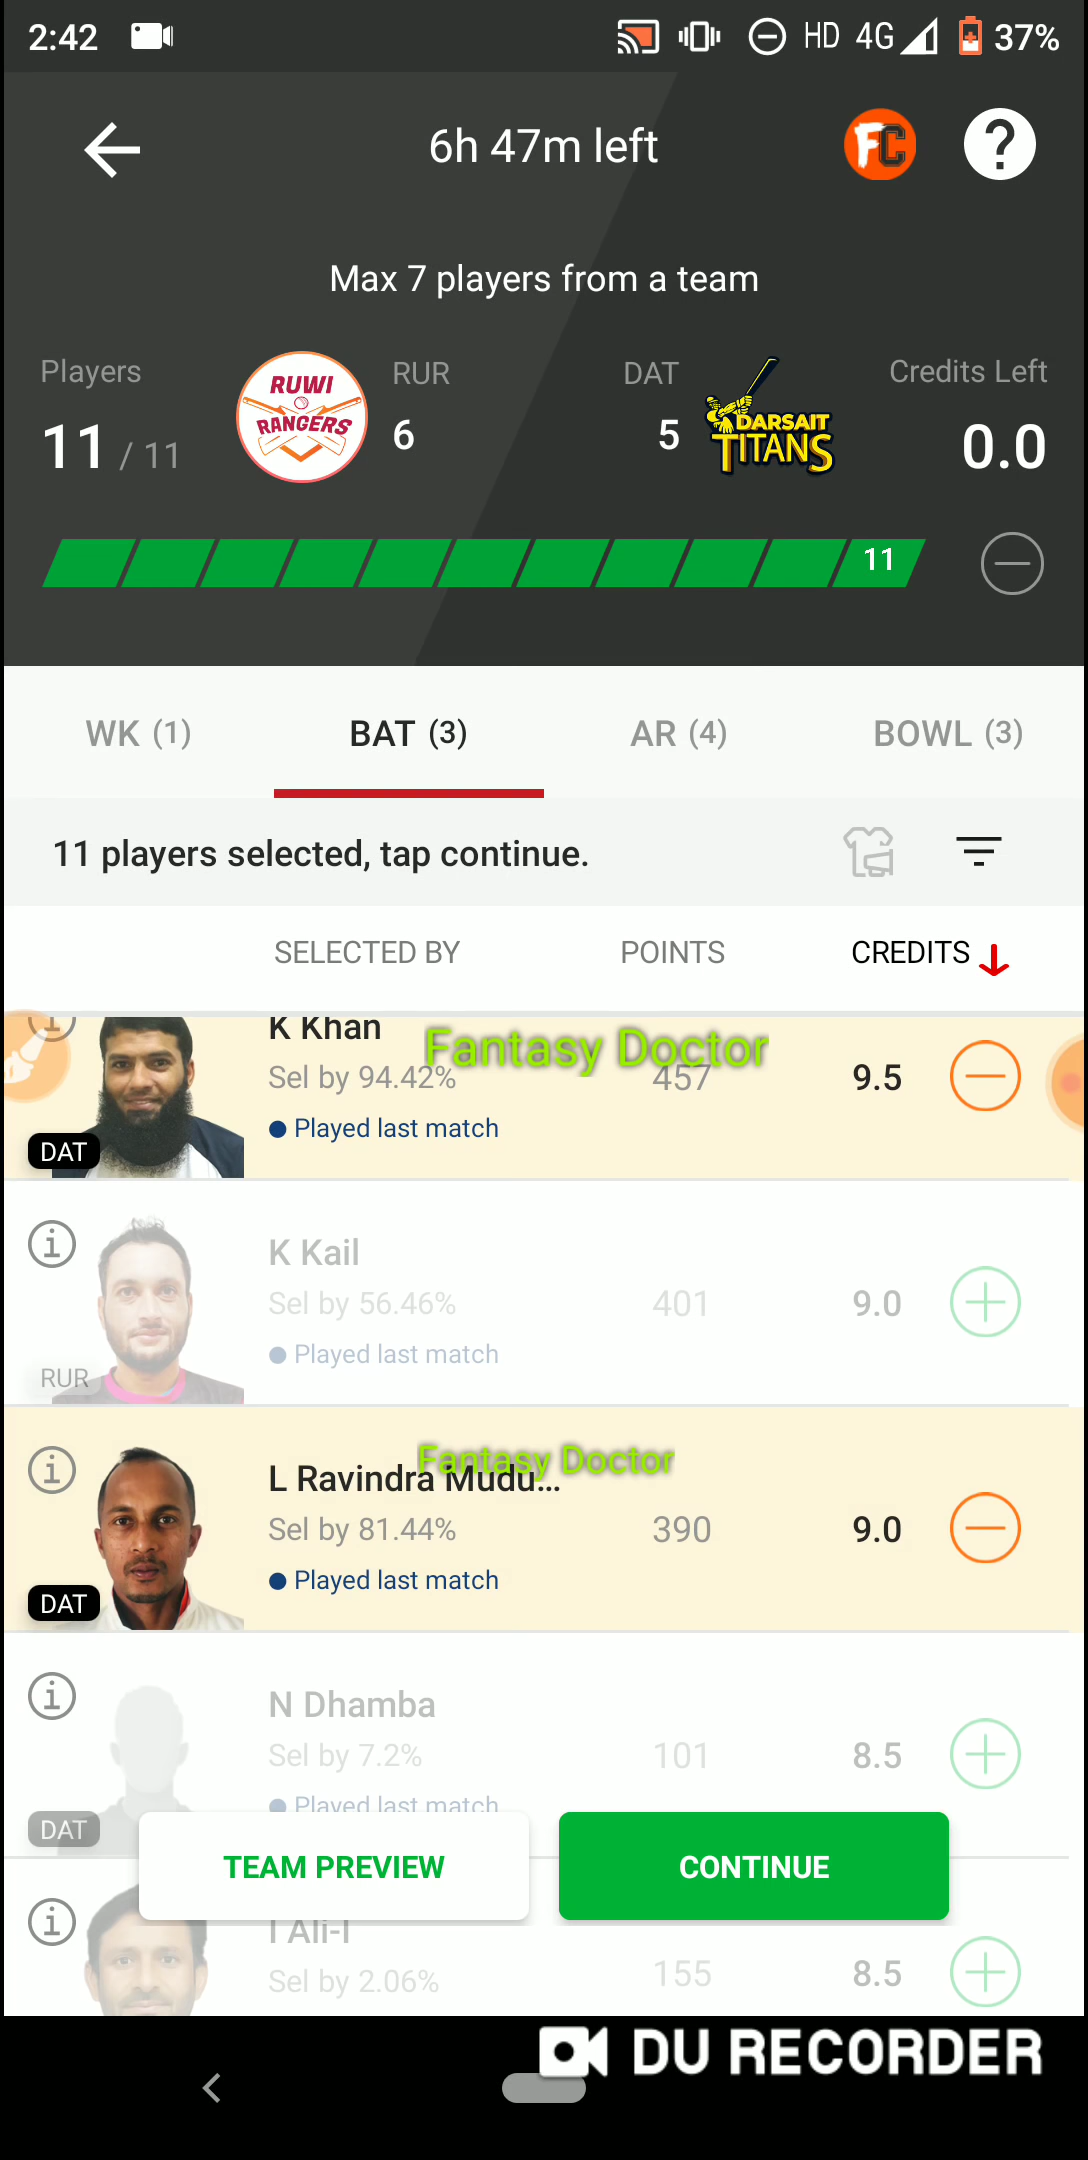 2:42 HD 4G 37%
6h 47m left FC ?
Max 7 players from a team
Players RUR DAT Credits Left
RUWI
RANGERS
DARSAIT
TITANS
11 / 11 6 5 0.0
11
WK (1) BAT (3) AR (4) BOWL (3)
11 players selected, tap continue.
SELECTED BY POINTS CREDITS
K Khan
Fantasy Doctor
Sel by 94.42% 457 9.5
Played last match
DAT
K Kail
Sel by 56.46% 401 9.0
Played last match
RUR
Fantasy Doctor
L Ravindra Mudu...
Sel by 81.44% 390 9.0
Played last match
DAT
N Dhamba
Sel by 7.2% 101 8.5
Played last match
DAT
TEAM PREVIEW CONTINUE
I Ali-I
Sel by 2.06% 155 8.5
DU RECORDER